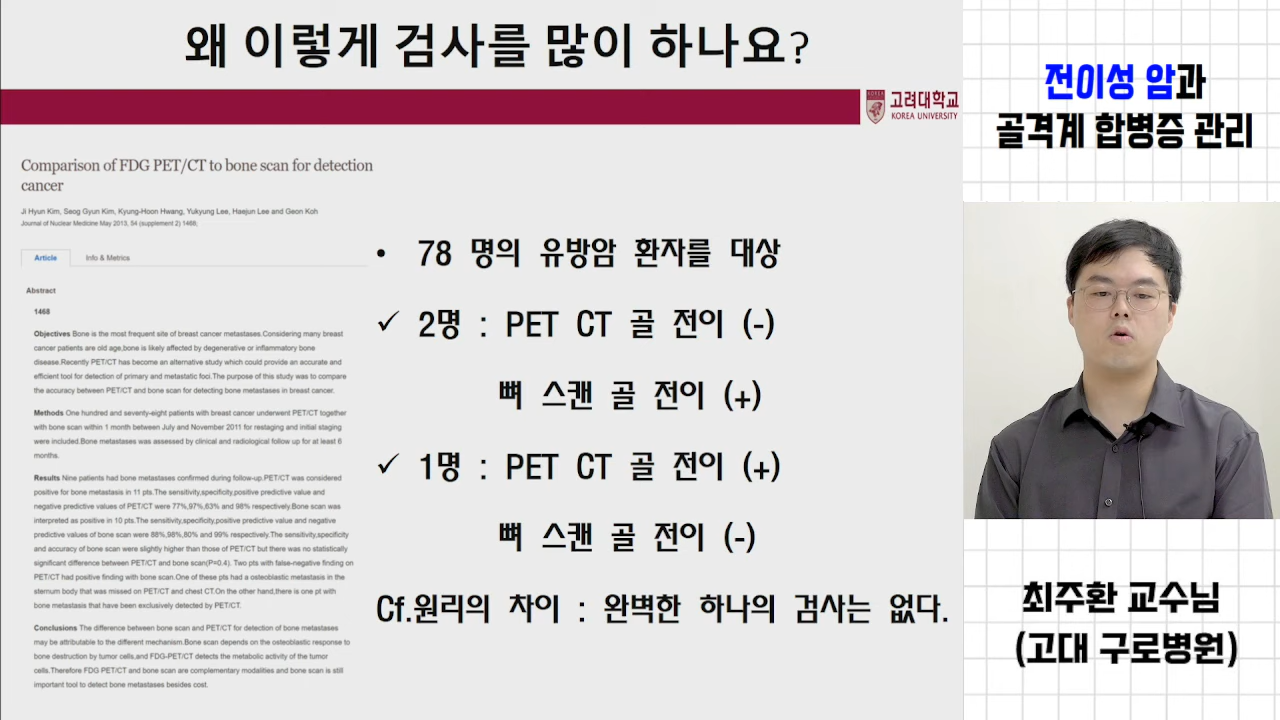 왜 이렇게 검사를 많이 하나요?
KOREA
고려대학교
KOREA UNIVERSITY
전이성 암과
골격계 합병증 관리
Comparison of FDG PET/CT to bone scan for detection
cancer
Ji Hyun Kim, Seog Gyun Kim, Kyung-Hoon Hwang, Yukyung Lee, Haejun Lee and Geon Koh
Journal of Nuclear Medicine May 2013, 54 (supplement 2) 1468;
Article Info & Metrics
Abstract
1468
Objectives Bone is the most frequent site of breast cancer metastases.Considering many breast
cancer patients are old age,bone is likely affected by degenerative or inflammatory bone
disease.Recently PET/CT has become an alternative study which could provide an accurate and
efficient tool for detection of primary and metastatic foci.The purpose of this study was to compare
the accuracy between PET/CT and bone scan for detecting bone metastases in breast cancer.
Methods One hundred and seventy-eight patients with breast cancer underwent PET/CT together
with bone scan within 1 month between July and November 2011 for restaging and initial staging
were included.Bone metastases was assessed by clinical and radiological follow up for at least 6
months.
Results Nine patients had bone metastases confirmed during follow-up.PET/CT was considered
positive for bone metastasis in 11 pts.The sensitivity,specificity,positive predictive value and
negative predictive values of PET/CT were 77%,97%,63% and 98% respectively.Bone scan was
interpreted as positive in 10 pts.The sensitivity,specificity,positive predictive value and negative
predictive values of bone scan were 88%,98%,80% and 99% respectively.The sensitivity,specificity
and accuracy of bone scan were slightly higher than those of PET/CT but there was no statistically
significant difference between PET/CT and bone scan(P=0.4). Two pts with false-negative finding on
PET/CT had positive finding with bone scan.One of these pts had a osteoblastic metastasis in the
sternum body that was missed on PET/CT and chest CT.On the other hand,there is one pt with
bone metastasis that have been exclusively detected by PET/CT.
Conclusions The difference between bone scan and PET/CT for detection of bone metastases
may be attributable to the different mechanism.Bone scan depends on the osteoblastic response to
bone destruction by tumor cells,and FDG-PET/CT detects the metabolic activity of the tumor
cells.Therefore FDG PET/CT and bone scan are complementary modalities and bone scan is still
important tool to detect bone metastases besides cost.
• 78 명의 유방암 환자를 대상
✓ 2명 : PET CT 골 전이 (-)
뼈 스캔 골 전이 (+)
✓ 1명 : PET CT 골 전이 (+)
뼈 스캔 골 전이 (-)
Cf.원리의 차이 : 완벽한 하나의 검사는 없다.
최주환 교수님
(고대 구로병원)